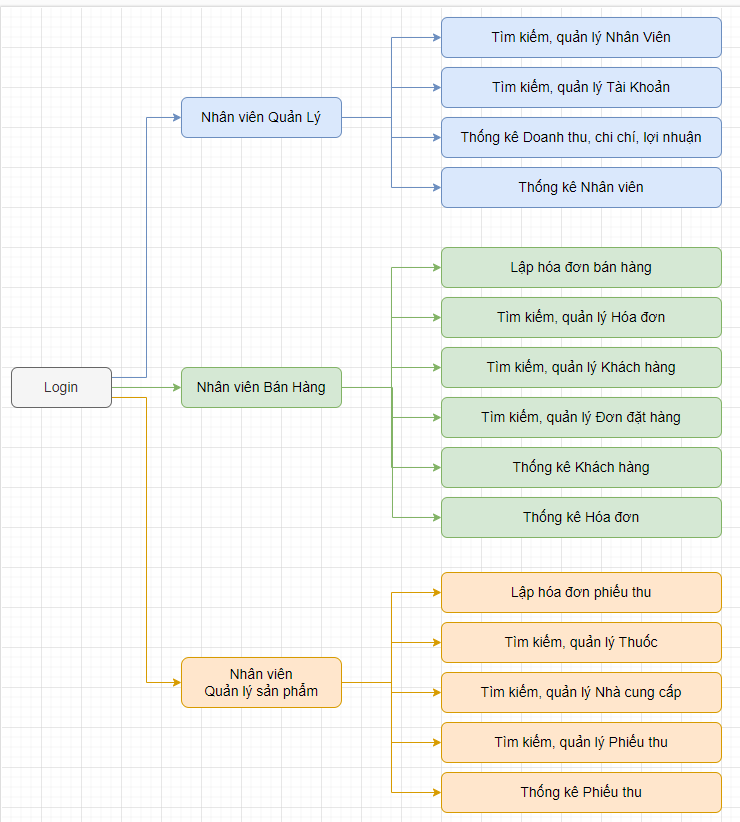 Tìm kiếm, quản lý Nhân Viên
Tìm kiếm, quản lý Tài Khoản
Nhân viên Quản Lý
Thống kê Doanh thu, chi chí, lợi nhuận
Thống kê Nhân viên
Lập hóa đơn bán hàng
Tìm kiếm, quản lý Hóa đơn
Tìm kiếm, quản lý Khách hàng
Login
Nhân viên Bán Hàng
Tìm kiếm, quản lý Đơn đặt hàng
Thống kê Khách hàng
Thống kê Hóa đơn
Lập hóa đơn phiếu thu
Tìm kiếm, quản lý Thuốc
Nhân viên
Quản lý sản phẩm
Tìm kiếm, quản lý Nhà cung cấp
Tìm kiếm, quản lý Phiếu thu
Thống kê Phiếu thu